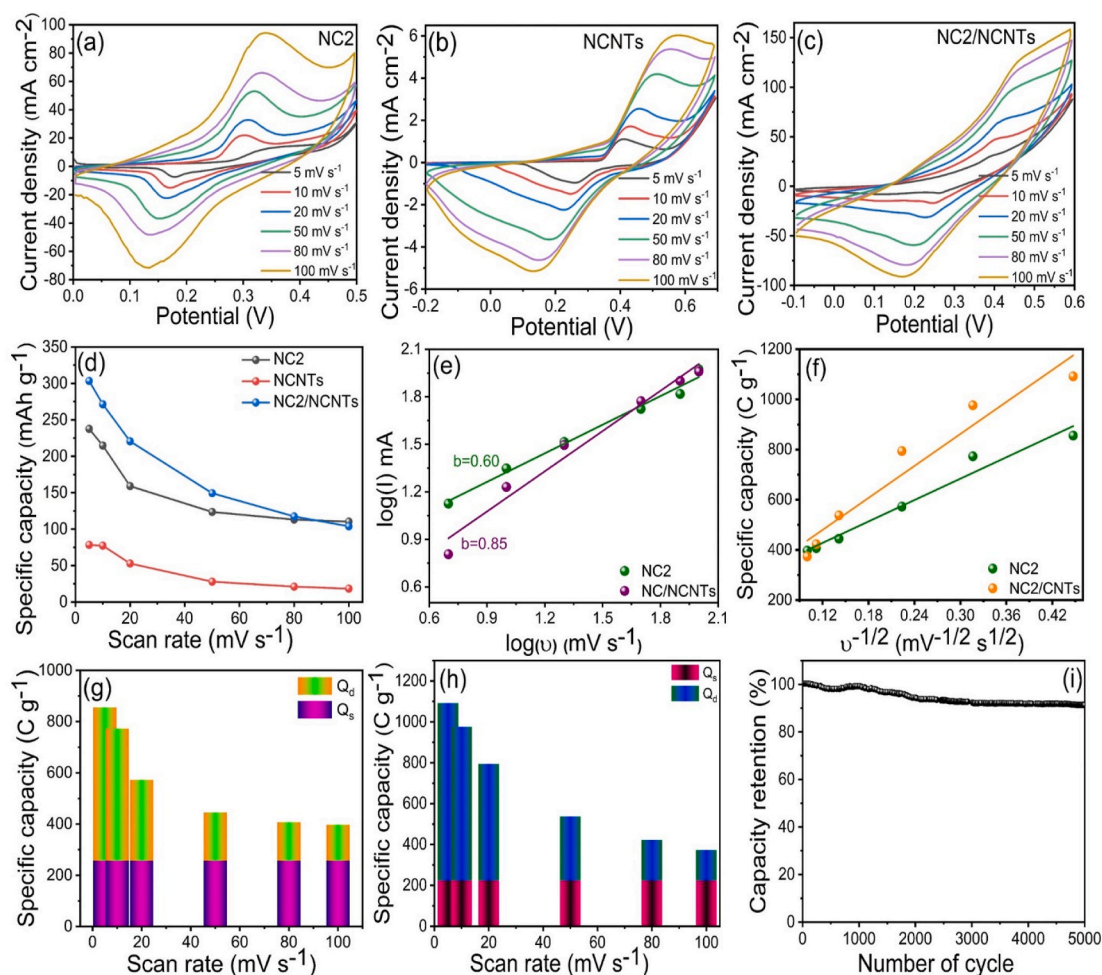 (a) NC2
Current density (mA cm-2)
100
80
60
40
20
0
-20
-40
-60
-80
5 mV s-1
10 mV s-1
20 mV s-1
50 mV s-1
80 mV s-1
100 mV s-1
0.0 0.1 0.2 0.3 0.4 0.5
Potential (V)
(b) NCNTs
Current density (mA cm-2)
6
4
2
0
-2
-4
-6
5 mV s-1
10 mV s-1
20 mV s-1
50 mV s-1
80 mV s-1
100 mV s-1
-0.2 0.0 0.2 0.4 0.6
Potential (V)
(c) NC2/NCNTs
Current density (mA cm-2)
150
100
50
0
-50
-100
5 mV s-1
10 mV s-1
20 mV s-1
50 mV s-1
80 mV s-1
100 mV s-1
-0.1 0.0 0.1 0.2 0.3 0.4 0.5 0.6
Potential (V)
(d)
NC2
NCNTs
NC2/NCNTs
Specific capacity (mAh g-1)
350
300
250
200
150
100
50
0
0 20 40 60 80 100
Scan rate (mV s-1)
(e)
log(I) mA
2.1
1.8
1.5
1.2
0.9
0.6
b=0.60
b=0.85
NC2
NC/NCNTs
0.6 0.9 1.2 1.5 1.8 2.1
log(υ) (mV s-1)
(f)
Specific capacity (C g-1)
1200
1000
800
600
400
200
NC2
NC2/CNTs
0.12 0.18 0.24 0.30 0.36 0.42
υ-1/2 (mV-1/2 s1/2)
(g)
Qd
Qs
Specific capacity (C g-1)
1000
800
600
400
200
0
0 20 40 60 80 100
Scan rate (mV s-1)
(h)
Qs
Qd
Specific capacity (C g-1)
1200
1000
800
600
400
200
0
0 20 40 60 80 100
Scan rate (mV s-1)
(i)
Capacity retention (%)
100
80
60
40
20
0
0 1000 2000 3000 4000 5000
Number of cycle